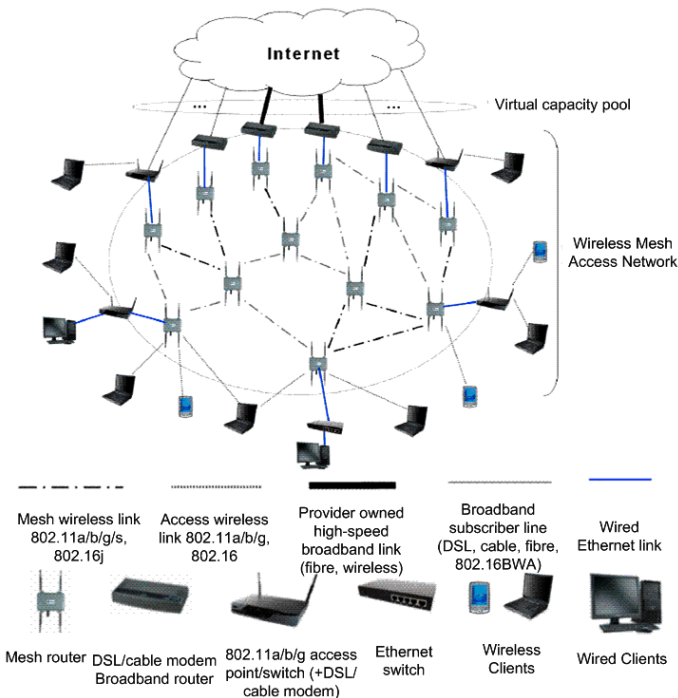 Internet
...
...
Virtual capacity pool
Wireless Mesh
Access Network
Mesh wireless link
802.11a/b/g/s,
802.16j
Access wireless
link 802.11a/b/g,
802.16
Provider owned
high-speed
broadband link
(fibre, wireless)
Broadband
subscriber line
(DSL, cable, fibre,
802.16BWA)
Wired
Ethernet link
Mesh router
DSL/cable modem
Broadband router
802.11a/b/g access
point/switch (+DSL/
cable modem)
Ethernet
switch
Wireless
Clients
Wired Clients